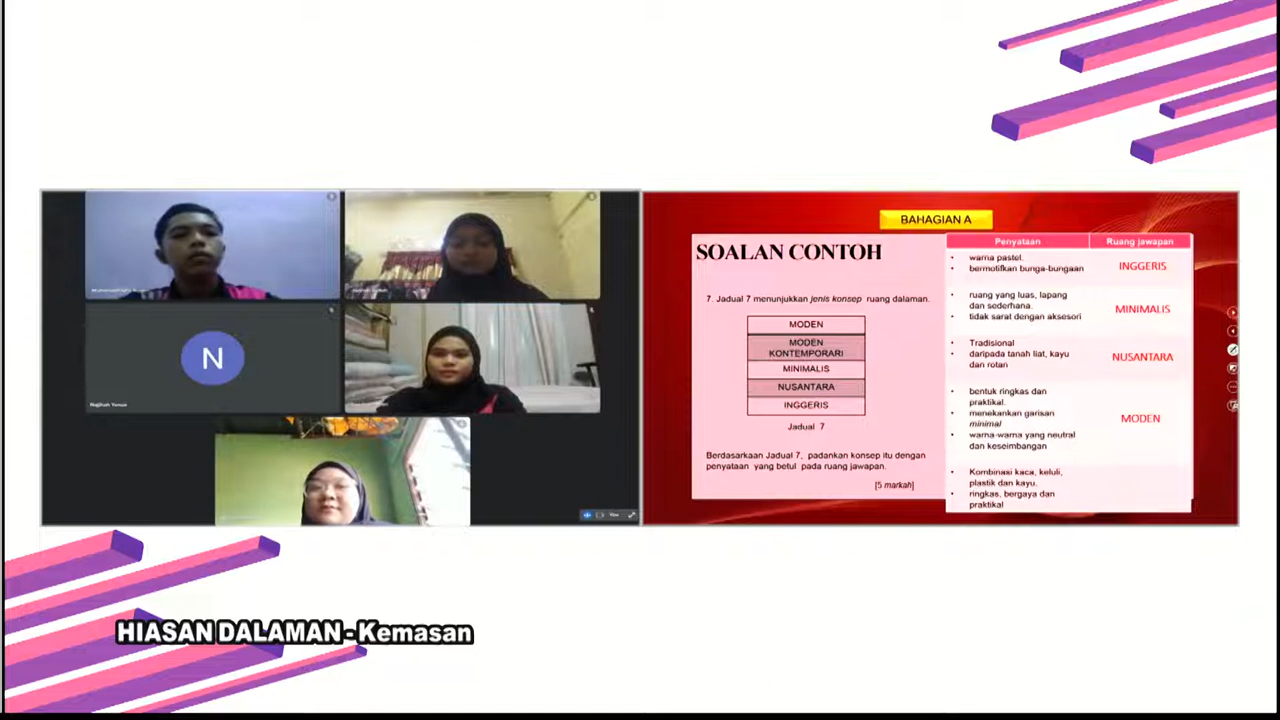 N
Najihah Yunus
BAHAGIAN A
SOALAN CONTOH
7. Jadual 7 menunjukkan jenis konsep ruang dalaman.
MODEN
MODEN
KONTEMPORARI
MINIMALIS
NUSANTARA
INGGERIS
Jadual 7
Berdasarkaan Jadual 7, padankan konsep itu dengan
penyataan yang betul pada ruang jawapan.
[5 markah]
Penyataan
Ruang jawapan
• warna pastel.
• bermotifkan bunga-bungaan
INGGERIS
• ruang yang luas, lapang
dan sederhana.
• tidak sarat dengan aksesori
MINIMALIS
• Tradisional
• daripada tanah liat, kayu
dan rotan
NUSANTARA
• bentuk ringkas dan
praktikal.
• menekankan garisan
minimal
• warna-warna yang neutral
dan keseimbangan
MODEN
• Kombinasi kaca, keluli,
plastik dan kayu.
• ringkas, bergaya dan
praktikal
HIASAN DALAMAN - Kemasan